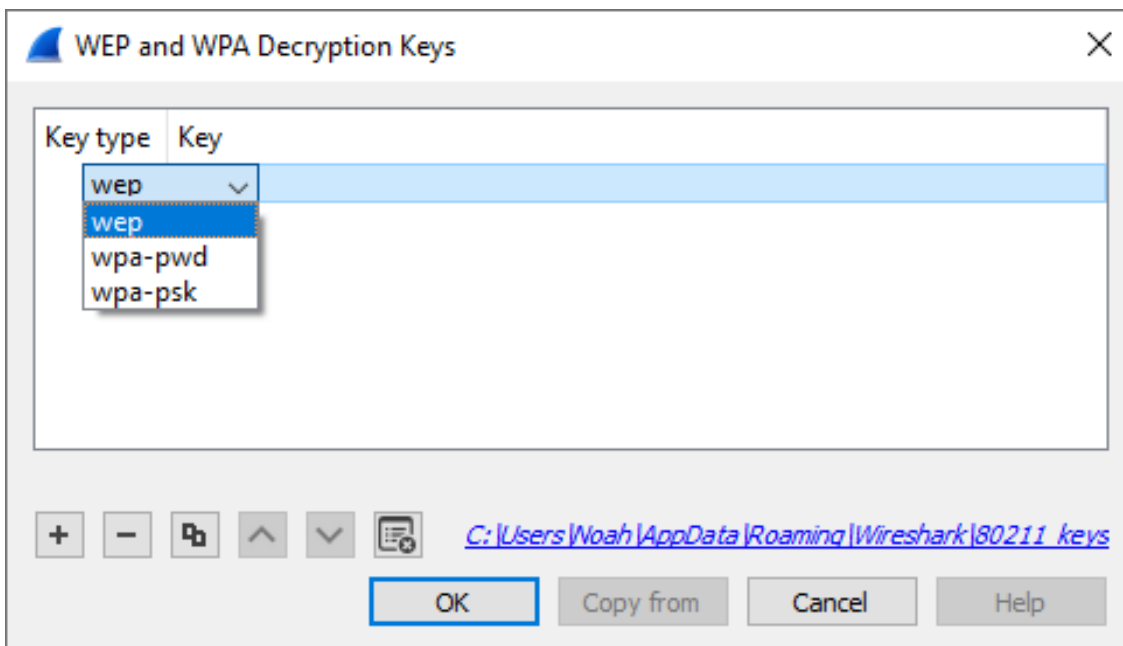 WEP and WPA Decryption Keys
Key type Key
wep
wep
wpa-pwd
wpa-psk
C:\Users\Noah\AppData\Roaming\Wireshark\80211_keys
OK Copy from Cancel Help